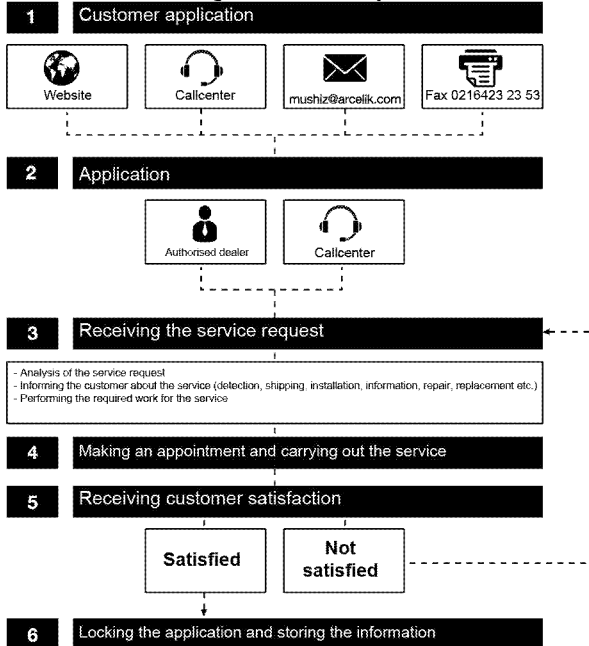 1 Customer application
Website
Callcenter
mushiz@arcelik.com
Fax 0216423 23 53
2 Application
Authorised dealer
Callcenter
3 Receiving the service request
- Analysis of the service request
- Informing the customer about the service (detection, shipping, installation, information, repair, replacement etc.)
- Performing the required work for the service
4 Making an appointment and carrying out the service
5 Receiving customer satisfaction
Satisfied
Not
satisfied
6 Locking the application and storing the information